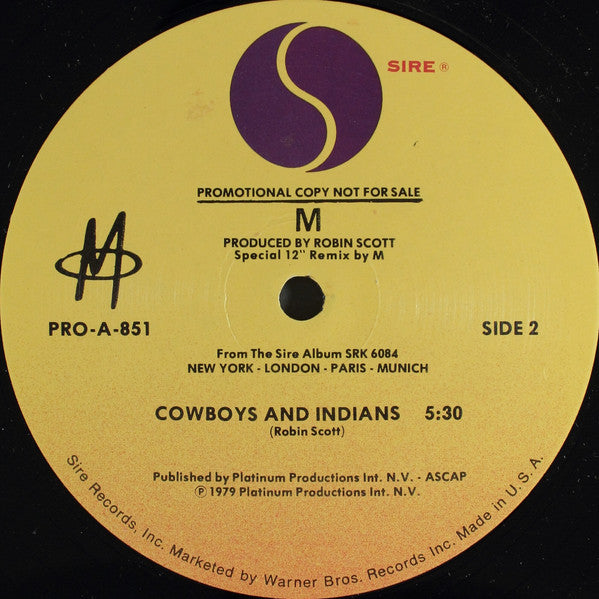 SIRE ®
PROMOTIONAL COPY NOT FOR SALE
M
PRODUCED BY ROBIN SCOTT
Special 12" Remix by M
M
PRO-A-851
SIDE 2
From The Sire Album SRK 6084
NEW YORK - LONDON - PARIS - MUNICH
COWBOYS AND INDIANS 5:30
(Robin Scott)
Published by Platinum Productions Int. N.V. - ASCAP
℗ 1979 Platinum Productions Int. N.V.
Sire Records, Inc. Marketed by Warner Bros. Records Inc. Made in U.S.A.